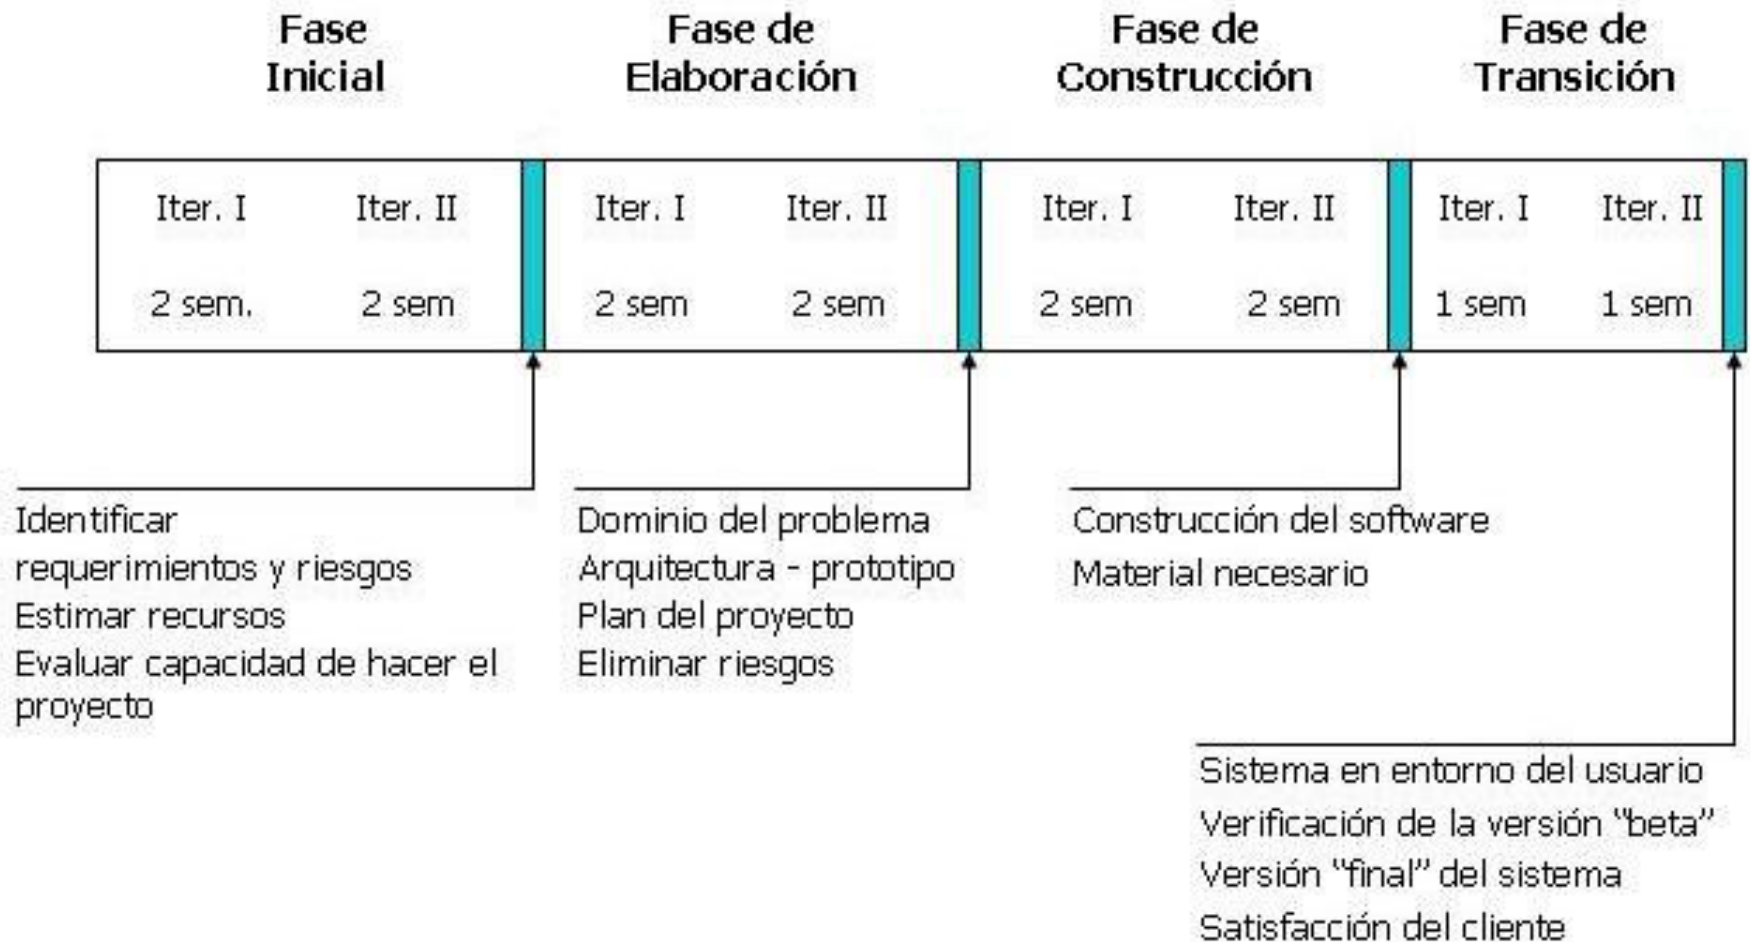 Fase
Inicial
Fase de
Elaboración
Fase de
Construcción
Fase de
Transición
Iter. I
Iter. II
Iter. I
Iter. II
Iter. I
Iter. II
Iter. I
Iter. II
2 sem.
2 sem
2 sem
2 sem
2 sem
2 sem
1 sem
1 sem
Identificar
requerimientos y riesgos
Estimar recursos
Evaluar capacidad de hacer el
proyecto
Dominio del problema
Arquitectura - prototipo
Plan del proyecto
Eliminar riesgos
Construcción del software
Material necesario
Sistema en entorno del usuario
Verificación de la versión “beta”
Versión “final” del sistema
Satisfacción del cliente